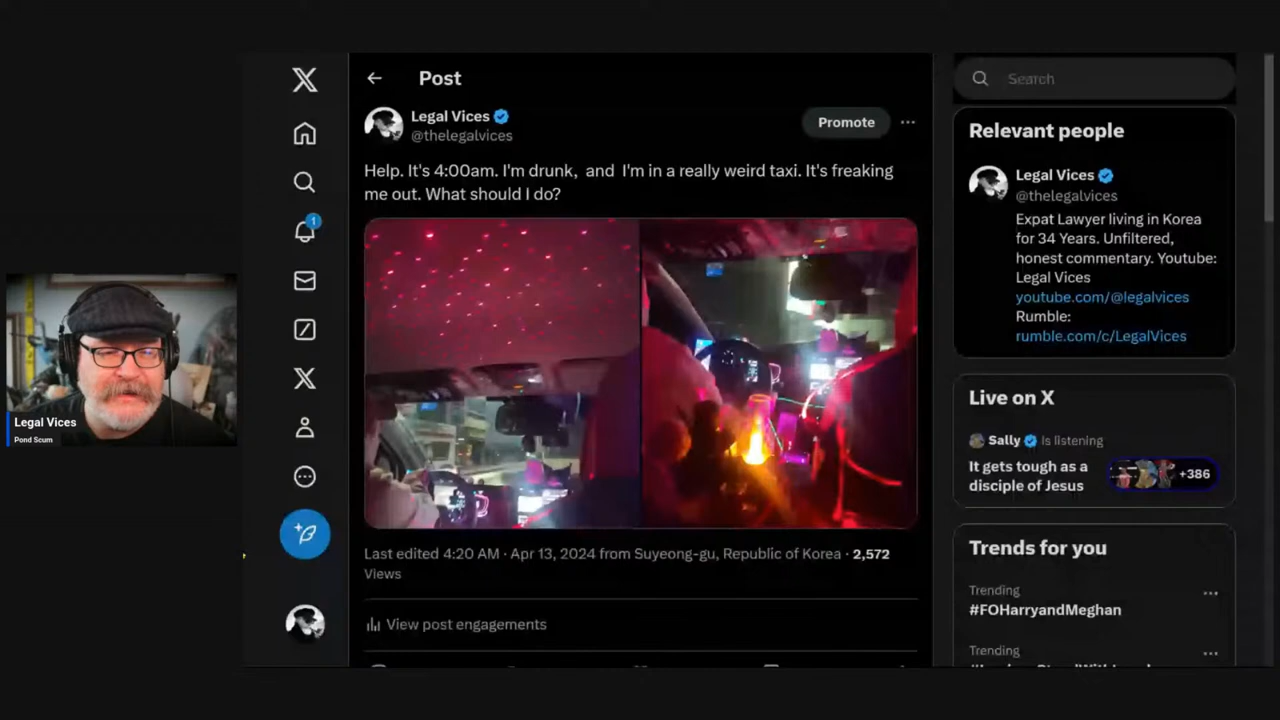 Post
Legal Vices
@thelegalvices
Promote
Help. It's 4:00am. I'm drunk,  and  I'm in a really weird taxi. It's freaking
me out. What should I do?
Last edited 4:20 AM · Apr 13, 2024 from Suyeong-gu, Republic of Korea · 2,572
Views
View post engagements
1
Legal Vices
Pond Scum
Search
Relevant people
Legal Vices
@thelegalvices
Expat Lawyer living in Korea
for 34 Years. Unfiltered,
honest commentary. Youtube:
Legal Vices
youtube.com/@legalvices
Rumble:
rumble.com/c/LegalVices
Live on X
Sally Is listening
It gets tough as a
disciple of Jesus
+386
Trends for you
Trending
#FOHarryandMeghan
Trending